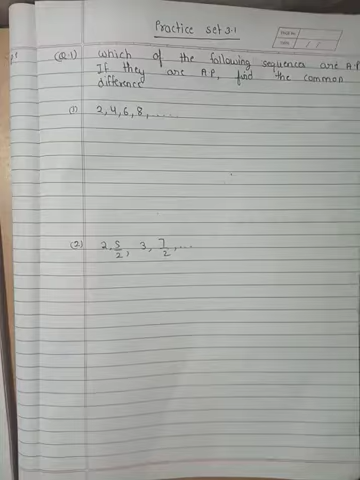 Practice set 3.1
(Q.1) which of the following sequences are A.P
If they are A.P, find the common
difference
(1) 2, 4, 6, 8, .....
(2) 2, 5/2, 3, 7/2, ...